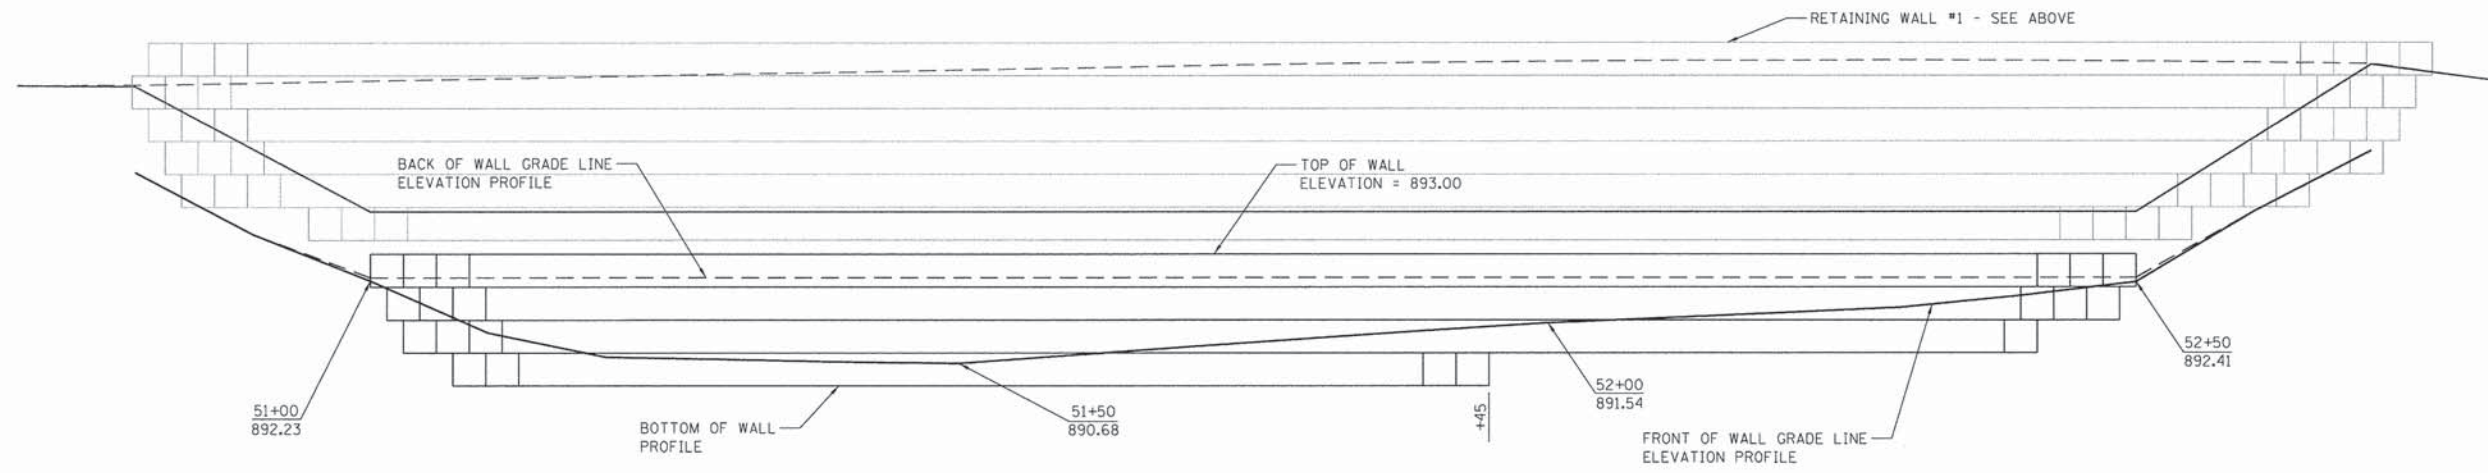 RETAINING WALL #1 - SEE ABOVE
BACK OF WALL GRADE LINE
ELEVATION PROFILE
TOP OF WALL
ELEVATION = 893.00
51+00
892.23
BOTTOM OF WALL
PROFILE
51+50
890.68
+45
52+00
891.54
FRONT OF WALL GRADE LINE
ELEVATION PROFILE
52+50
892.41